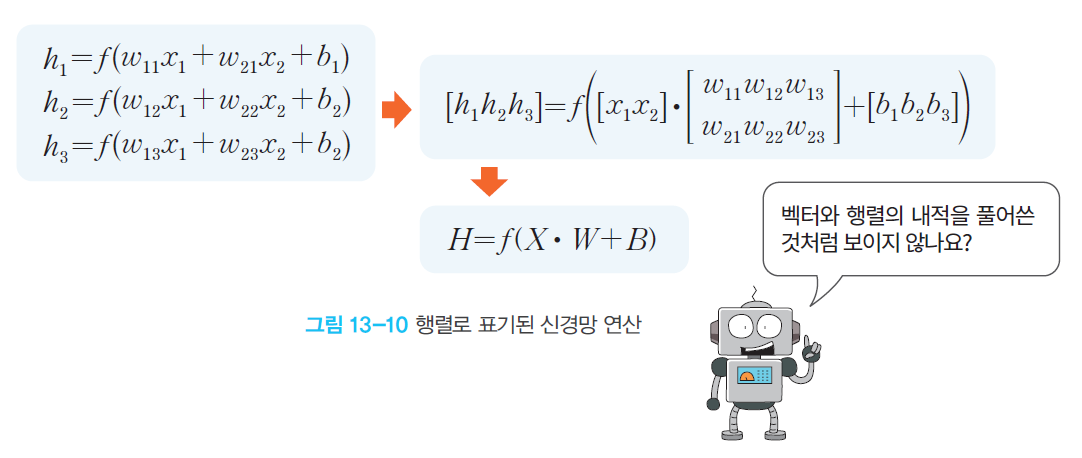 h₁=f(w₁₁x₁+w₂₁x₂+b₁)
h₂=f(w₁₂x₁+w₂₂x₂+b₂)
h₃=f(w₁₃x₁+w₂₃x₂+b₂)
[h₁h₂h₃]=f([x₁x₂]·[w₁₁w₁₂w₁₃
w₂₁w₂₂w₂₃]+[b₁b₂b₃])
H=f(X·W+B)
벡터와 행렬의 내적을 풀어쓴
것처럼 보이지 않나요?
그림 13-10 행렬로 표기된 신경망 연산